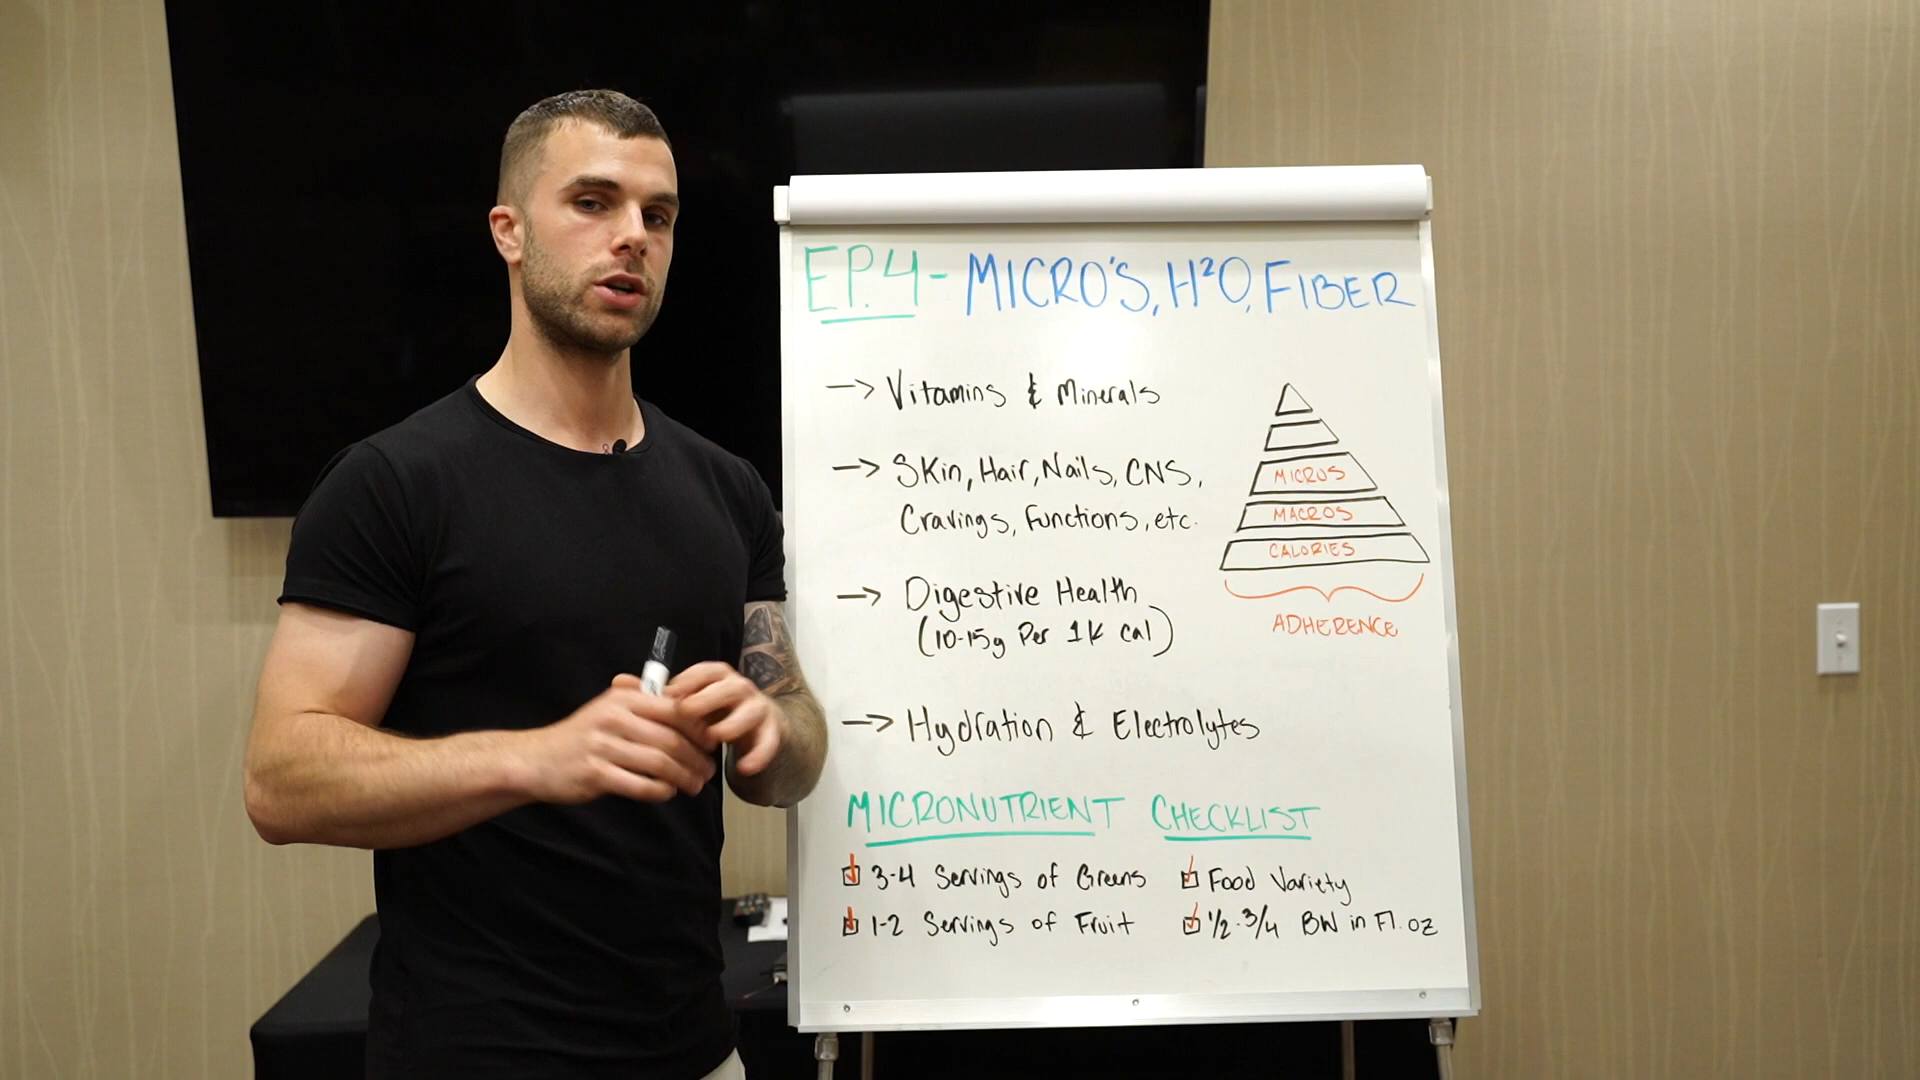 EP.4- MICRO'S, H²O, FIBER
-> Vitamins & Minerals
-> Skin, Hair, Nails, CNS,
Cravings, Functions, etc.
-> Digestive Health
(10-15g Per 1K cal)
-> Hydration & Electrolytes
MICROS
MACROS
CALORIES
ADHERENCE
MICRONUTRIENT CHECKLIST
3-4 Servings of Greens
1-2 Servings of Fruit
Food Variety
1/2-3/4 BW in Fl. oz